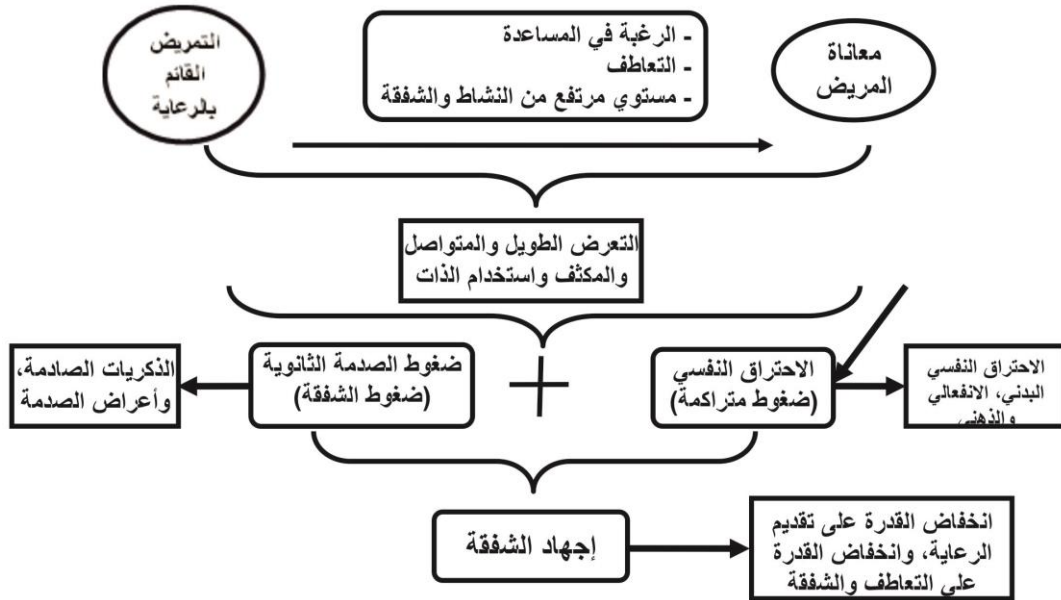 التمريض
القائم
بالرعاية
- الرغبة في المساعدة
- التعاطف
- مستوي مرتفع من النشاط والشفقة
معاناة
المريض
التعرض الطويل والمتواصل
والمكثف واستخدام الذات
الاحتراق النفسي
البدني، الانفعالي
والذهني
الاحتراق النفسي
(ضغوط متراكمة)
ضغوط الصدمة الثانوية
(ضغوط الشفقة)
الذكريات الصادمة،
وأعراض الصدمة
إجهاد الشفقة
انخفاض القدرة على تقديم
الرعاية، وانخفاض القدرة
على التعاطف والشفقة